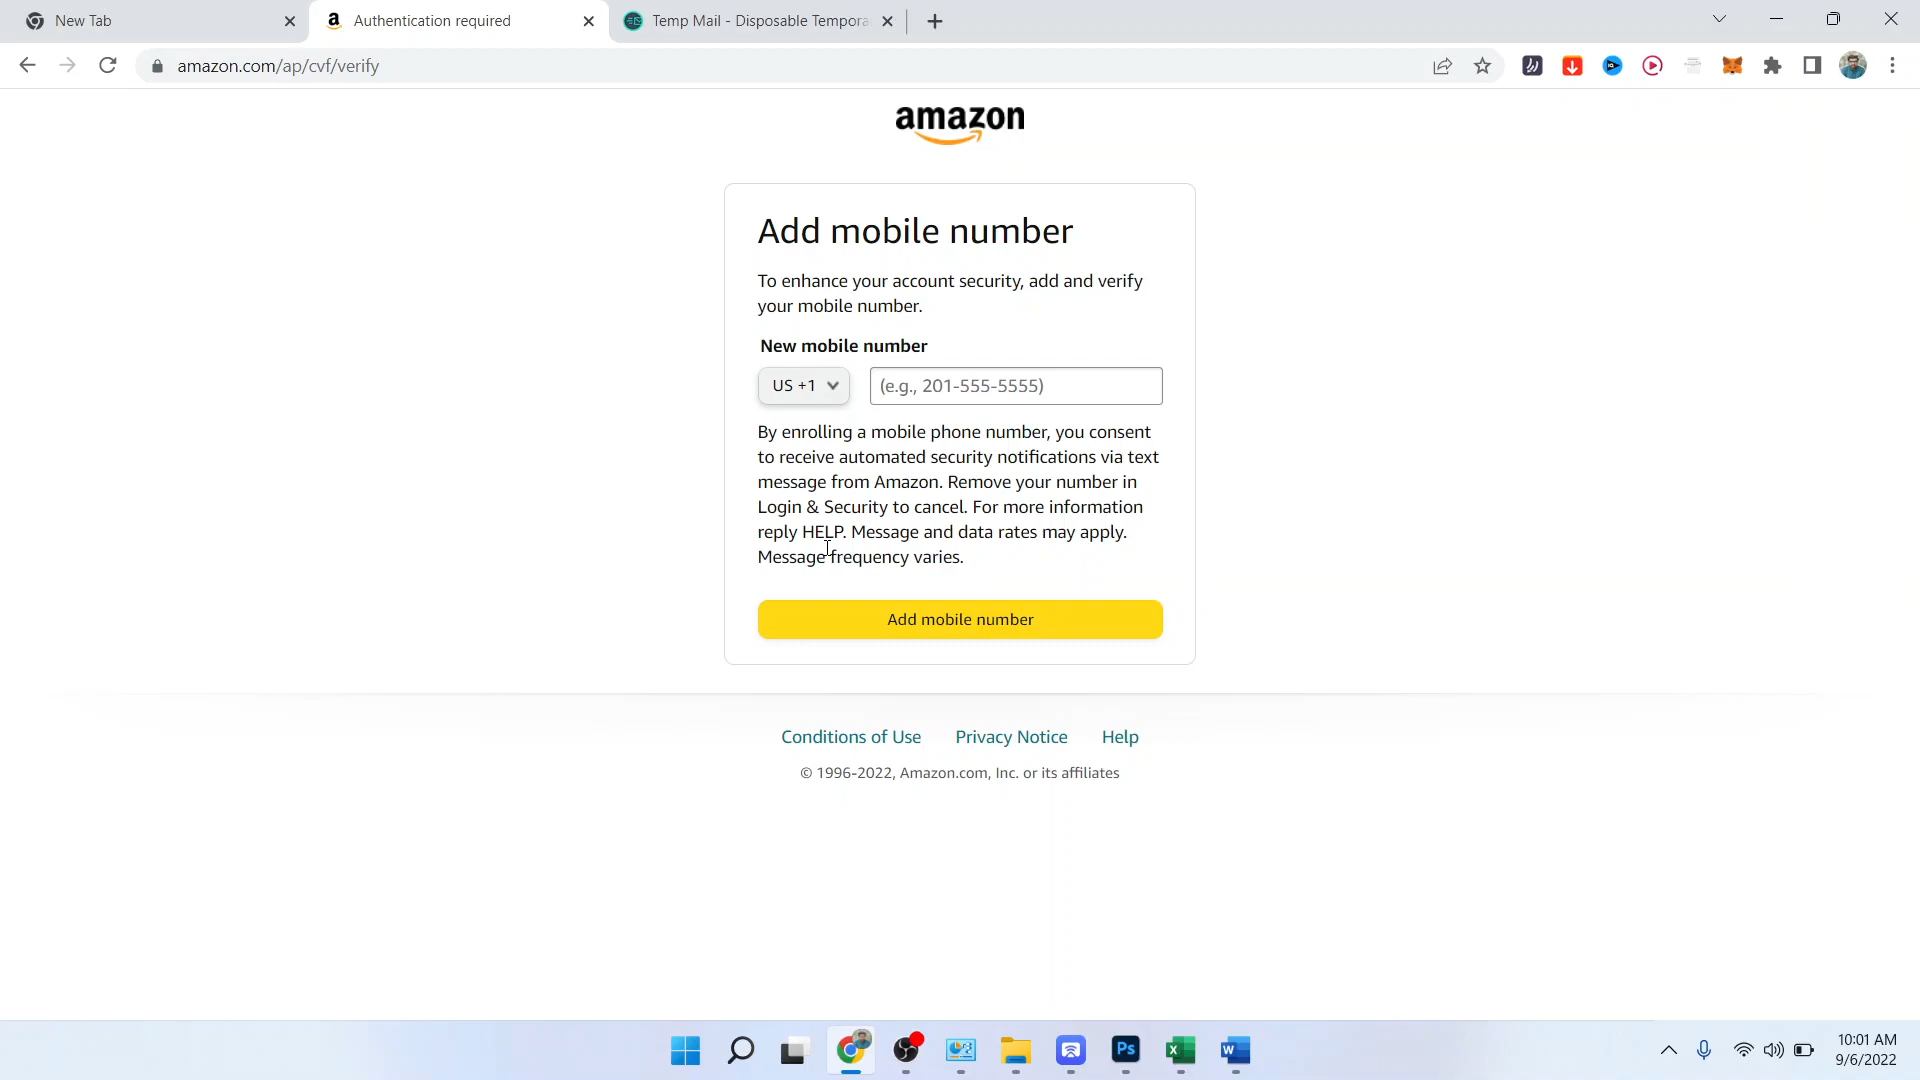 New Tab
Authentication required
Temp Mail - Disposable Tempora
amazon.com/ap/cvf/verify
amazon
Add mobile number
To enhance your account security, add and verify
your mobile number.
New mobile number
US +1
(e.g., 201-555-5555)
By enrolling a mobile phone number, you consent
to receive automated security notifications via text
message from Amazon. Remove your number in
Login & Security to cancel. For more information
reply HELP. Message and data rates may apply.
Message frequency varies.
Add mobile number
Conditions of Use
Privacy Notice
Help
© 1996-2022, Amazon.com, Inc. or its affiliates
Ps
10:01 AM
9/6/2022